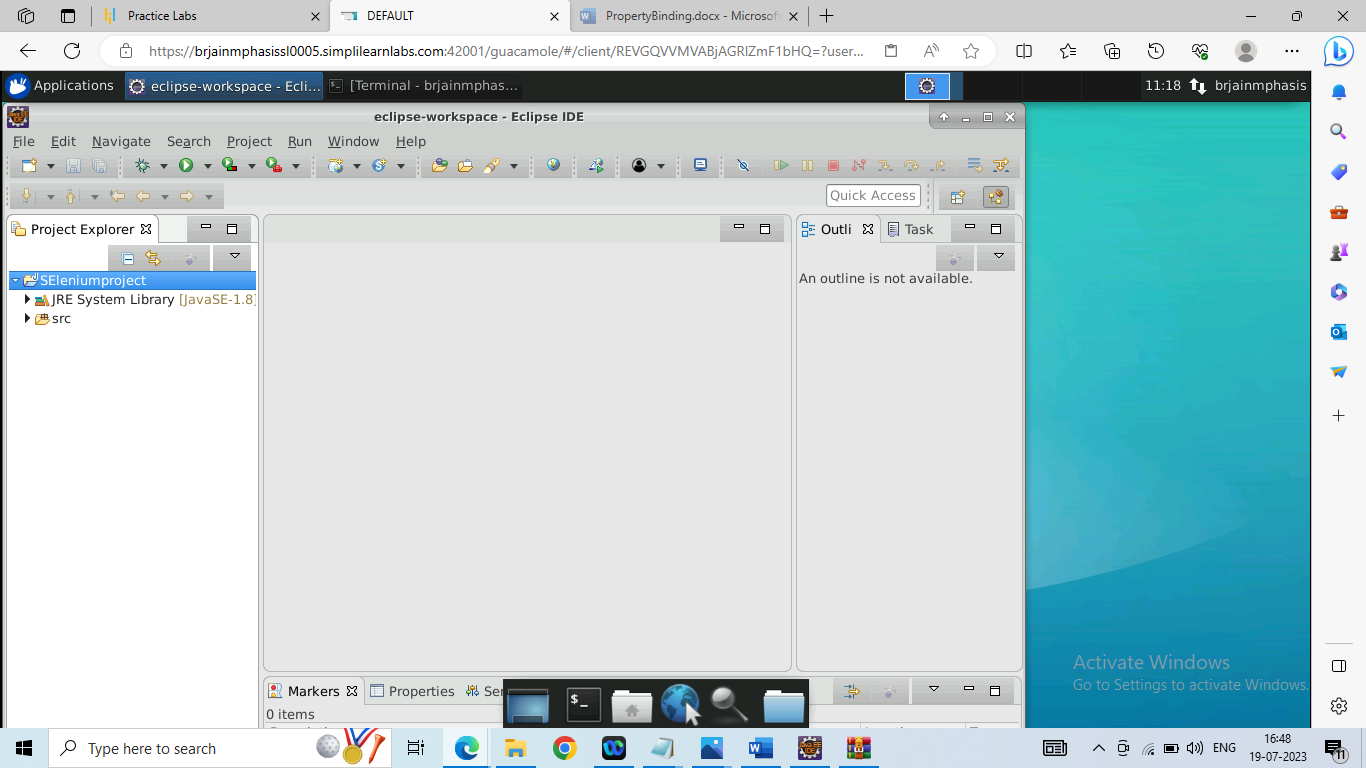 Practice Labs
DEFAULT
PropertyBinding.docx - Microsof
https://brjainmphasissl0005.simplilearnlabs.com:42001/guacamole/#/client/REVGQVVMVABjAGRlZmF1bHQ=?user...
Applications
eclipse-workspace - Ecli...
[Terminal - brjainmphas...
11:18
brjainmphasis
eclipse-workspace - Eclipse IDE
File Edit Navigate Search Project Run Window Help
Quick Access
Project Explorer
Outli
Task
SEleniumproject
An outline is not available.
JRE System Library [JavaSE-1.8]
src
Activate Windows
Go to Settings to activate Windows.
Markers
Properties
Ser
0 items
Type here to search
ENG
16:48
19-07-2023
11